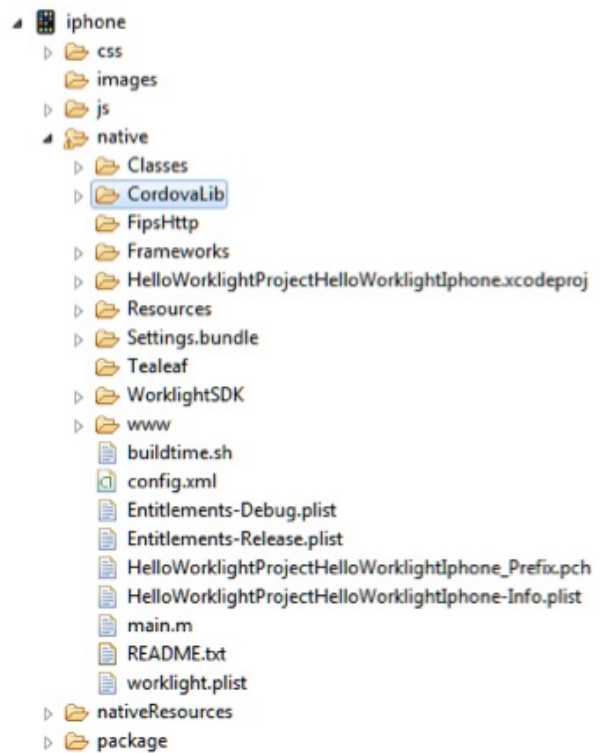 iphone
css
images
js
native
Classes
CordovaLib
FipsHttp
Frameworks
HelloWorklightProjectHelloWorklightIphone.xcodeproj
Resources
Settings.bundle
Tealeaf
WorklightSDK
www
buildtime.sh
config.xml
Entitlements-Debug.plist
Entitlements-Release.plist
HelloWorklightProjectHelloWorklightIphone_Prefix.pch
HelloWorklightProjectHelloWorklightIphone-Info.plist
main.m
README.txt
worklight.plist
nativeResources
package